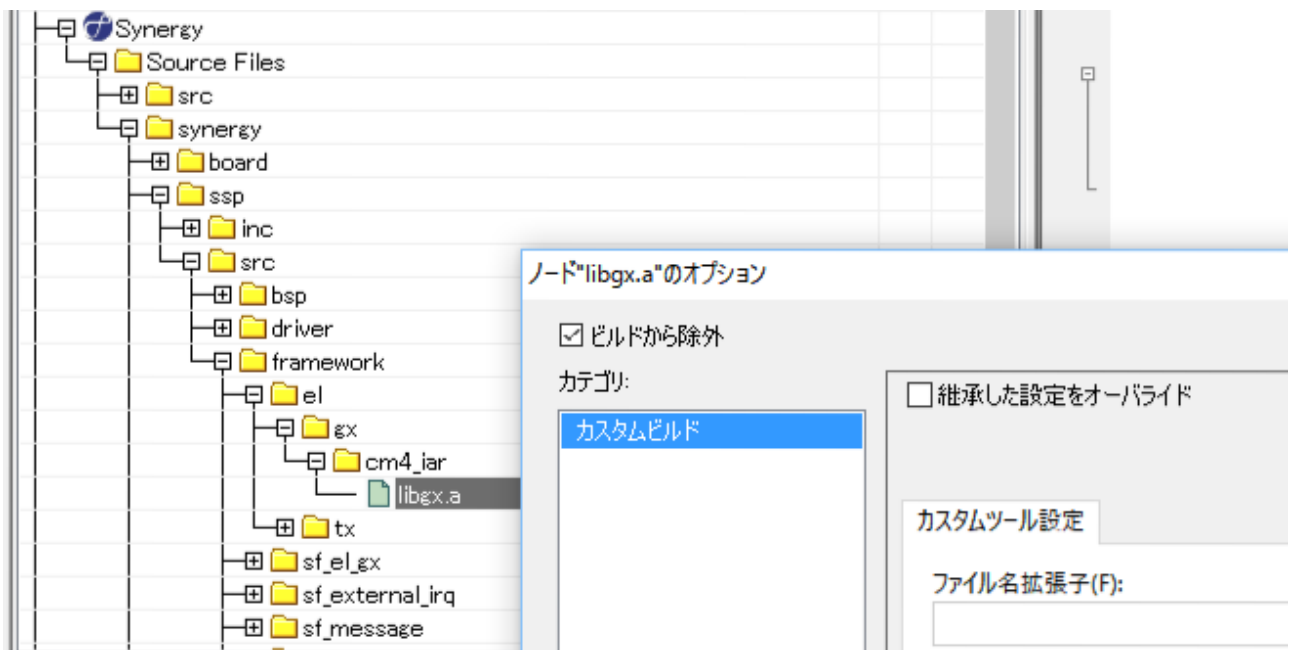 Synergy
Source Files
src
synergy
board
ssp
inc
src
bsp
driver
framework
el
gx
cm4_iar
libgx.a
tx
sf_el_gx
sf_external_irq
sf_message
ノード"libgx.a"のオプション
ビルドから除外
カテゴリ:
カスタムビルド
継承した設定をオーバライド
カスタムツール設定
ファイル名拡張子(F):